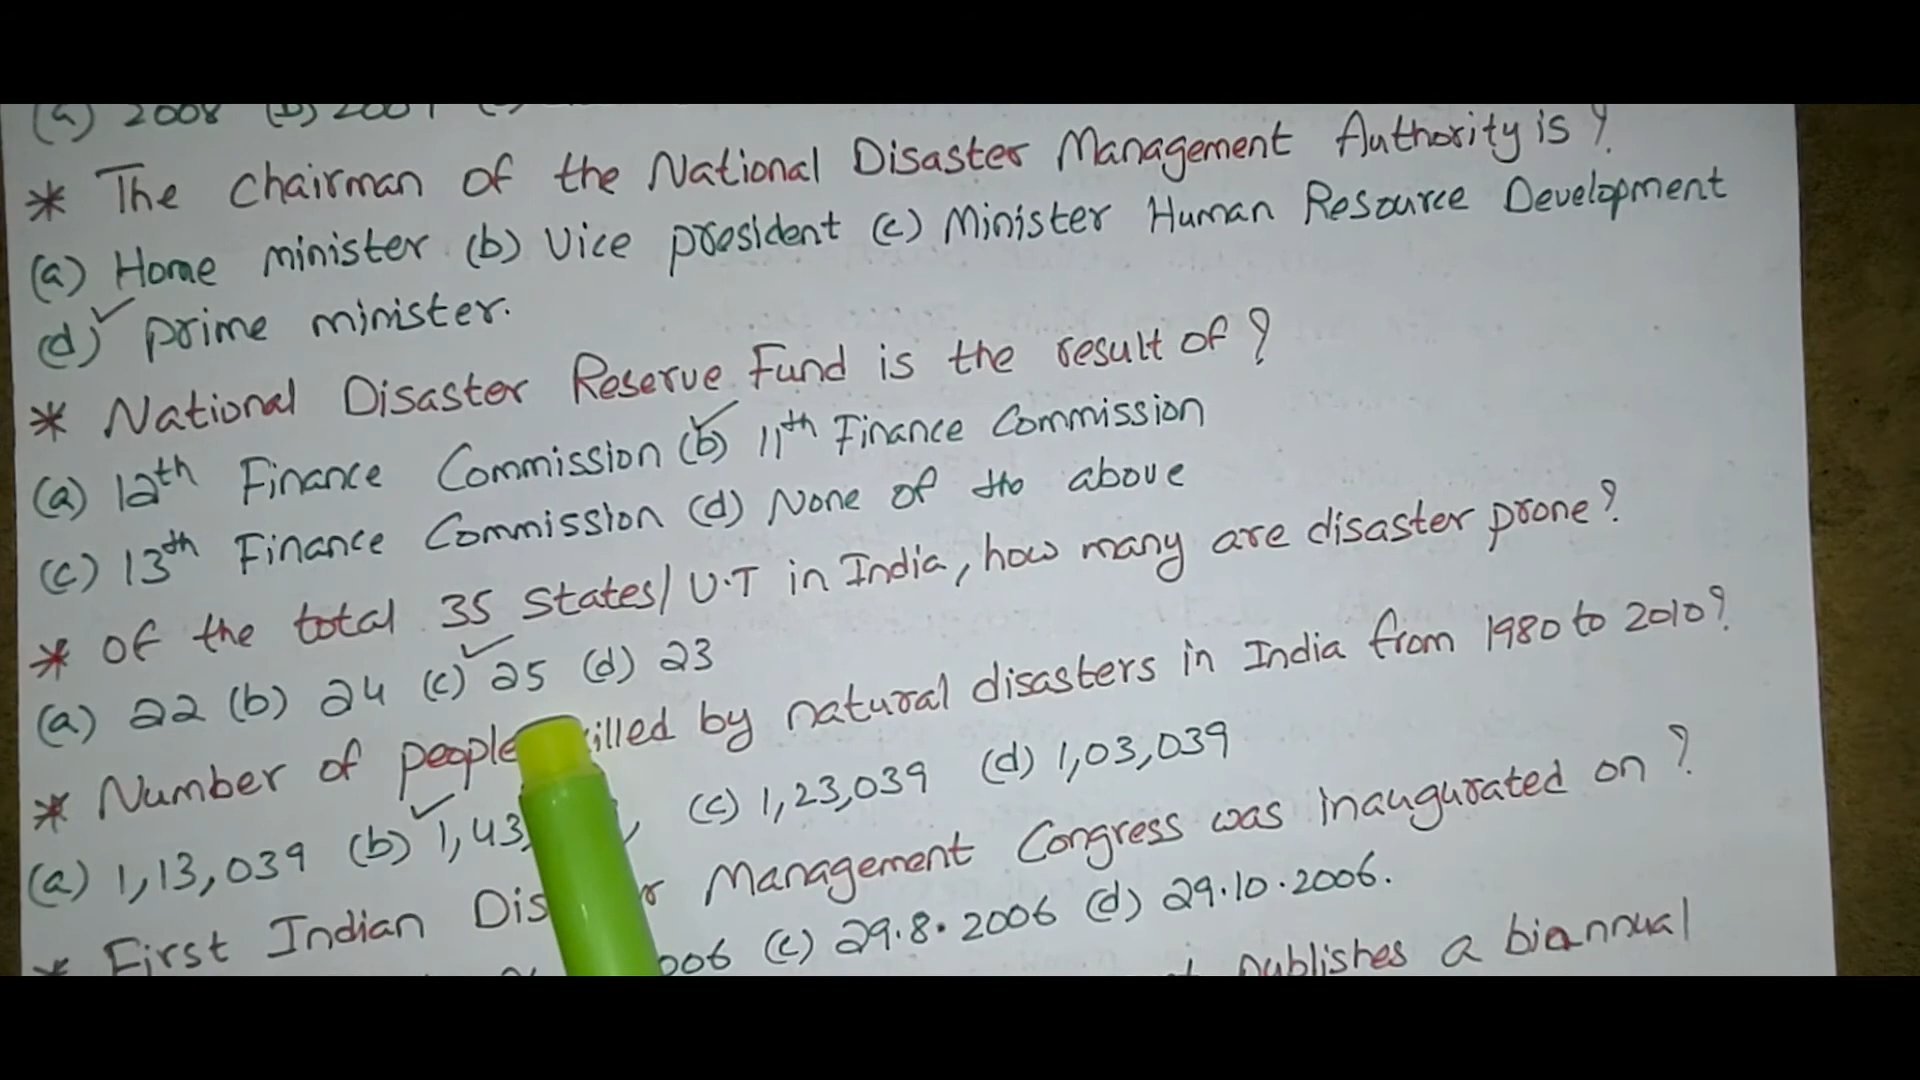 (a) 2008 (b) 2007
* The chairman of the National Disaster Management Authority is ?
(a) Home minister (b) Vice president (c) Minister Human Resource Development
(d) ✓ prime minister.
* National Disaster Reserve Fund is the result of ?
(a) 12th Finance Commission (b) ✓ 11th Finance Commission
(c) 13th Finance Commission (d) None of the above
* Of the total 35 States/ U.T in India, how many are disaster prone?
(a) 22 (b) 24 (c) ✓ 25 (d) 23
* Number of people killed by natural disasters in India from 1980 to 2010?
(a) 1,13,039 (b) ✓ 1,43, (c) 1,23,039 (d) 1,03,039
* First Indian Management Congress was inaugurated on ?
(c) 29.8.2006 (d) 29.10.2006.
publishes a biannual